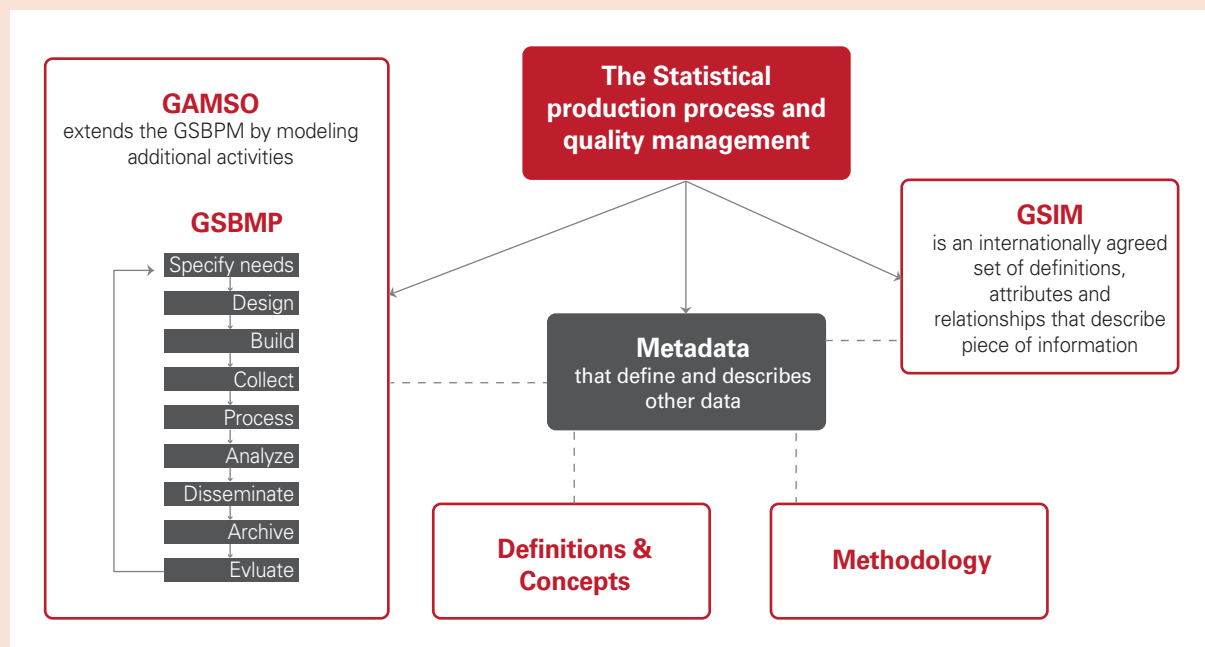 The Statistical
production process and
quality management
GAMSO
extends the GSBPM by modeling
additional activities
GSBMP
Specify needs
Design
Build
Collect
Process
Analyze
Disseminate
Archive
Evluate
GSIM
is an internationally agreed
set of definitions,
attributes and
relationships that describe
piece of information
Metadata
that define and describes
other data
Definitions &
Concepts
Methodology